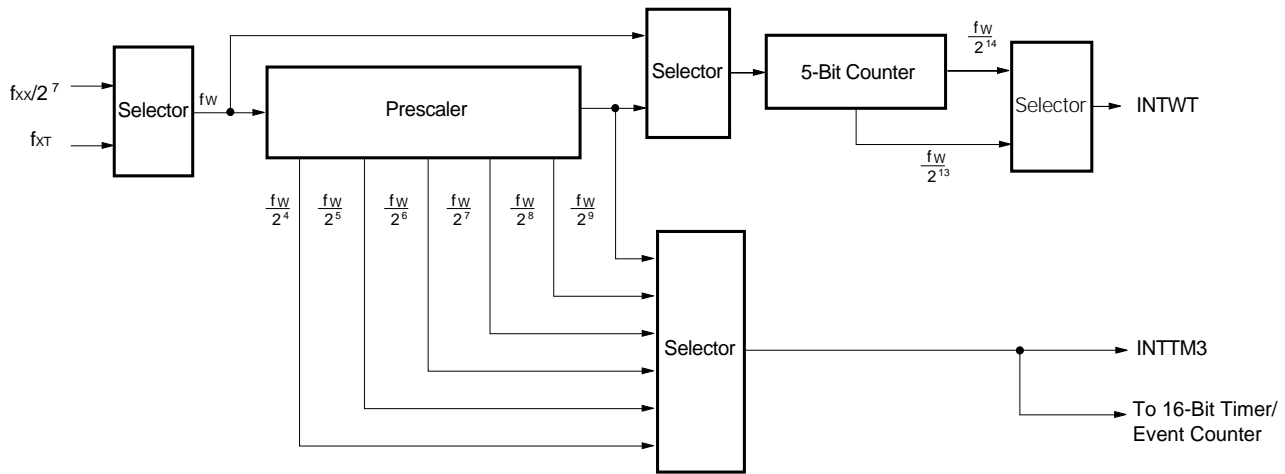 fXX/2^7
fXT
Selector
fW
Prescaler
Selector
5-Bit Counter
fW/2^14
fW/2^13
Selector
INTWT
fW/2^4
fW/2^5
fW/2^6
fW/2^7
fW/2^8
fW/2^9
Selector
INTTM3
To 16-Bit Timer/
Event Counter